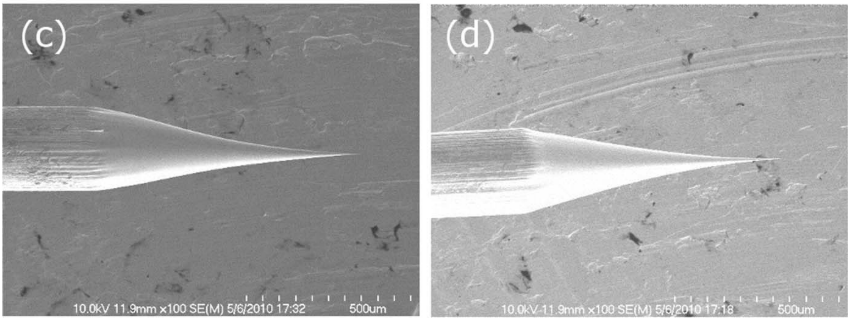 (c)
(d)
10.0kV 11.9mm ×100 SE(M) 5/6/2010 17:32 500um
10.0kV 11.9mm ×100 SE(M) 5/6/2010 17:18 500um